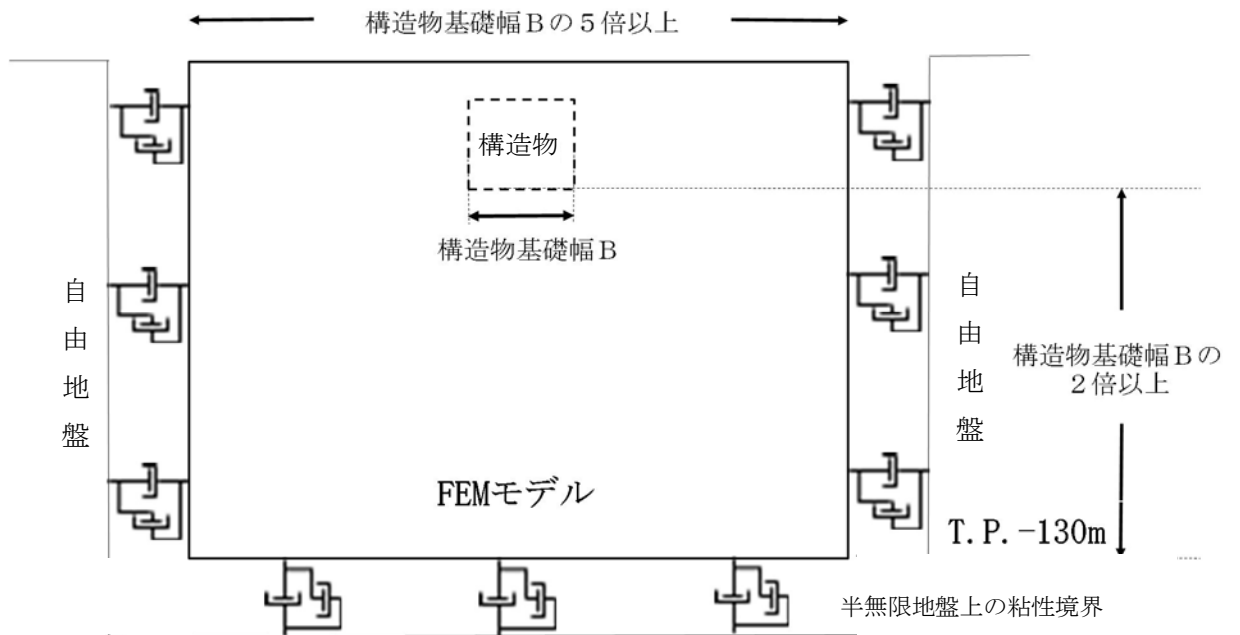 構造物基礎幅Bの5倍以上
構造物
構造物基礎幅B
自由地盤
自由地盤
構造物基礎幅Bの
2倍以上
FEMモデル
T.P.-130m
半無限地盤上の粘性境界